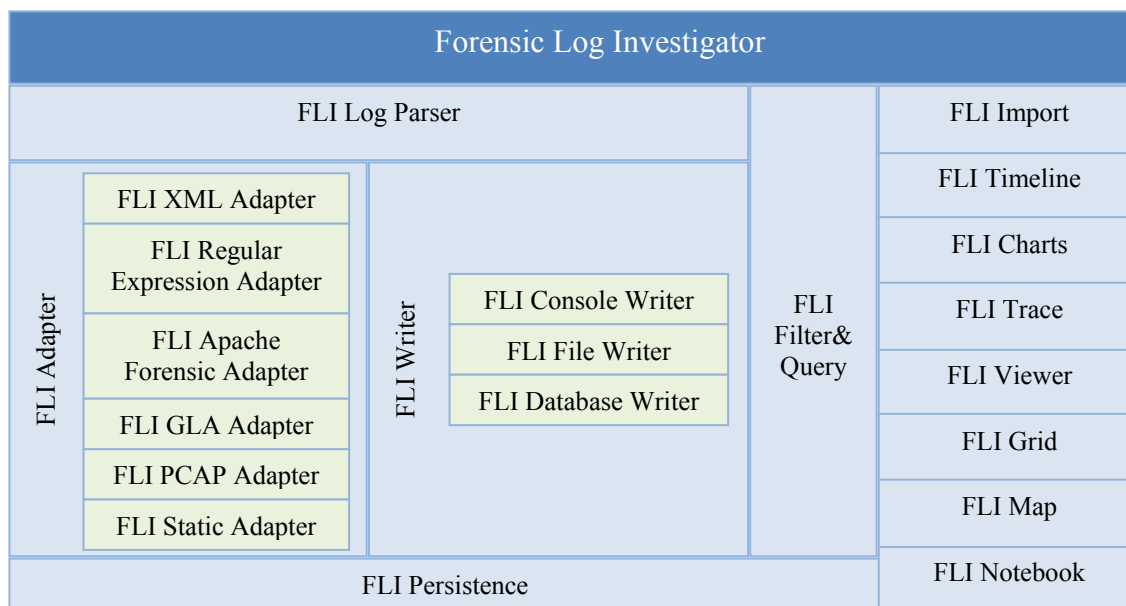 Forensic Log Investigator
FLI Log Parser
FLI Adapter
FLI XML Adapter
FLI Regular
Expression Adapter
FLI Apache
Forensic Adapter
FLI GLA Adapter
FLI PCAP Adapter
FLI Static Adapter
FLI Writer
FLI Console Writer
FLI File Writer
FLI Database Writer
FLI
Filter&
Query
FLI Import
FLI Timeline
FLI Charts
FLI Trace
FLI Viewer
FLI Grid
FLI Map
FLI Notebook
FLI Persistence